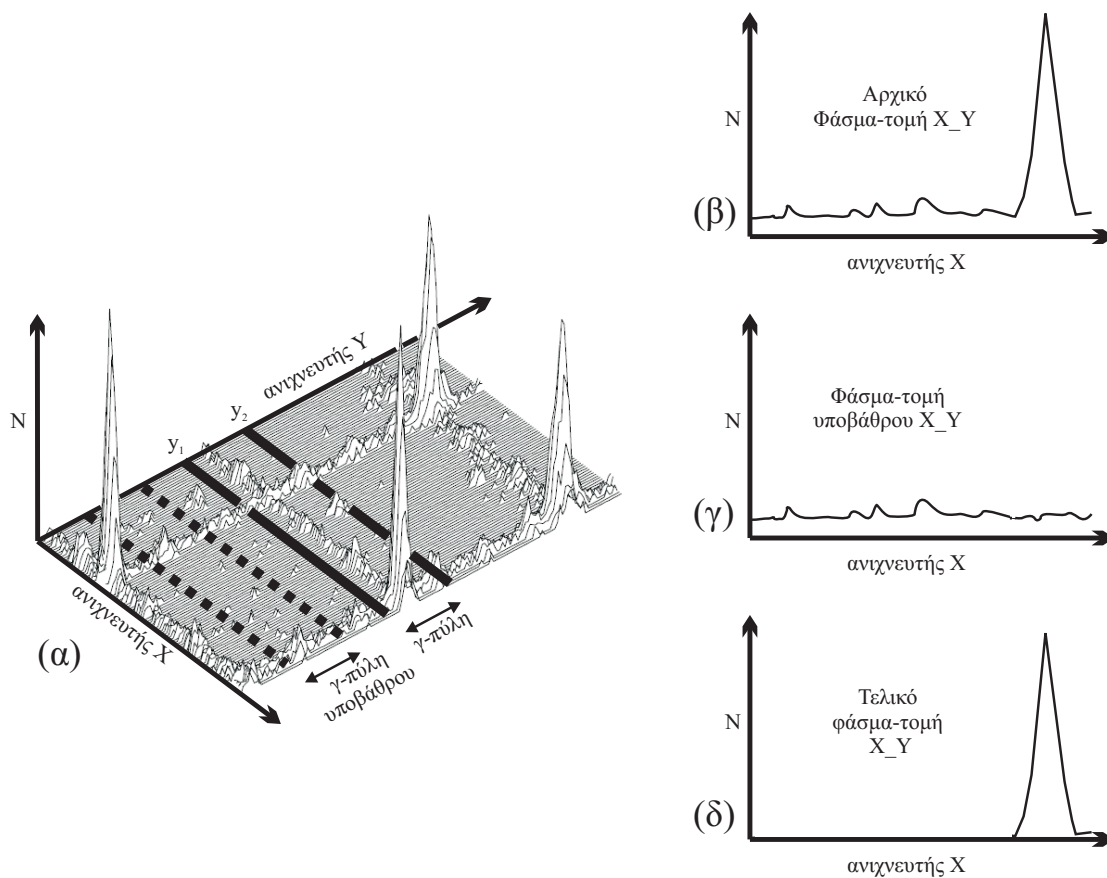 (α)
N
ανιχνευτής Y
y₁
y₂
ανιχνευτής X
γ-πύλη
υποβάθρου
γ-πύλη
(β)
N
Αρχικό
Φάσμα-τομή X_Y
ανιχνευτής X
(γ)
N
Φάσμα-τομή
υποβάθρου X_Y
ανιχνευτής X
(δ)
N
Τελικό
φάσμα-τομή
X_Y
ανιχνευτής X